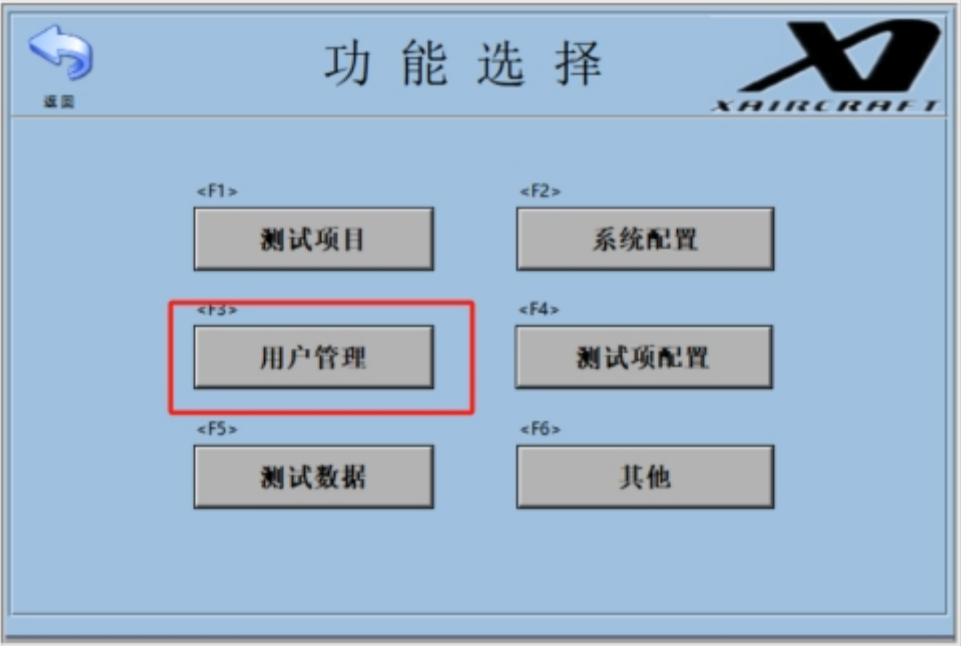 功能选择
XAIRCRAFT
返回
<F1>
测试项目
<F2>
系统配置
<F3>
用户管理
<F4>
测试项配置
<F5>
测试数据
<F6>
其他